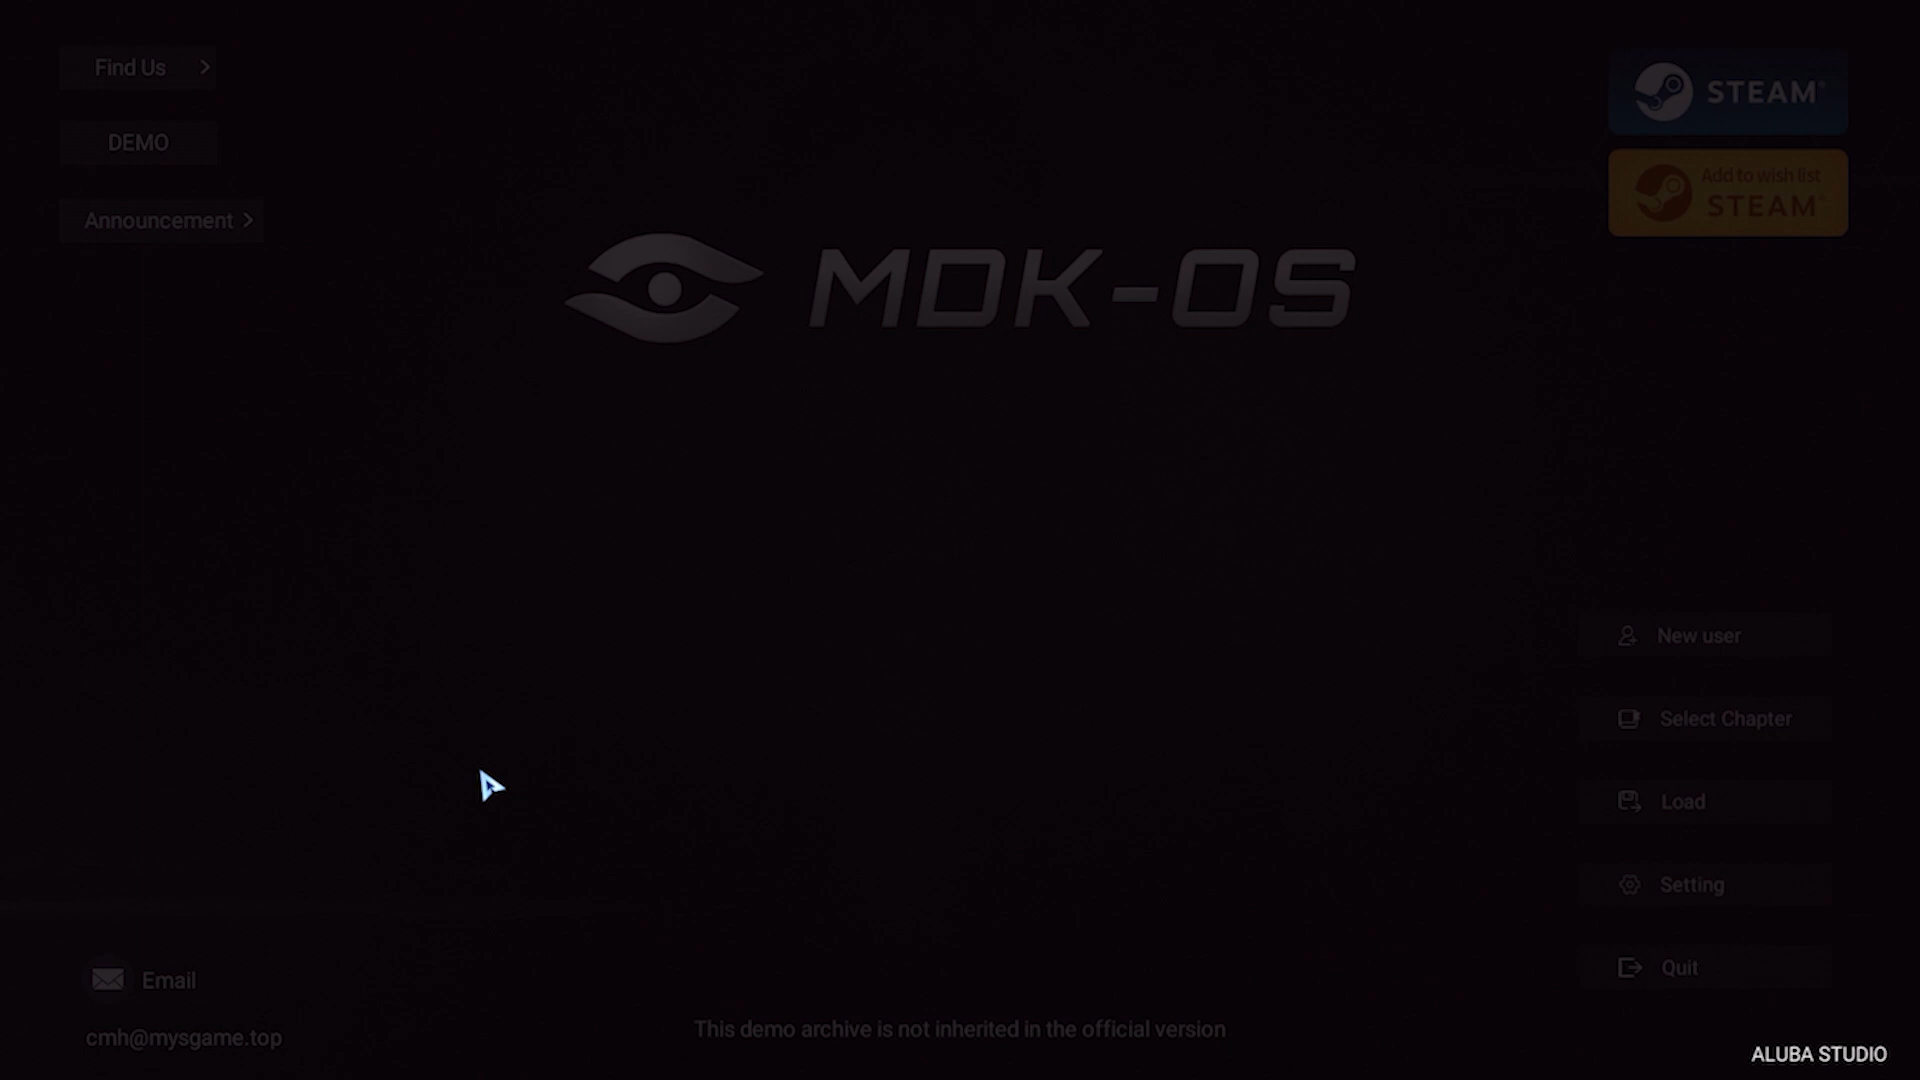 Find Us
DEMO
Announcement
STEAM®
Add to wish list
STEAM®
MDK-OS
New user
Select Chapter
Load
Setting
Quit
Email
cmh@mysgame.top
This demo archive is not inherited in the official version
ALUBA STUDIO